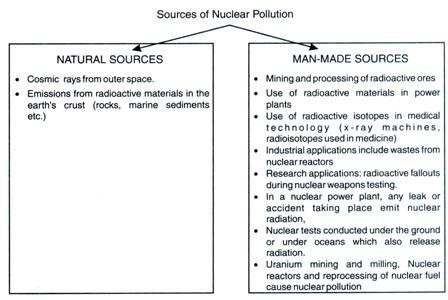 Sources of Nuclear Pollution
NATURAL SOURCES
• Cosmic rays from outer space.
• Emissions from radioactive materials in the
earth's crust (rocks, marine sediments
etc.)
MAN-MADE SOURCES
• Mining and processing of radioactive ores
• Use of radioactive materials in power
plants
• Use of radioactive isotopes in medical
technology (x-ray machines,
radioisotopes used in medicine)
• Industrial applications include wastes from
nuclear reactors
• Research applications: radioactive fallouts
during nuclear weapons testing.
• In a nuclear power plant, any leak or
accident taking place emit nuclear
radiation,
• Nuclear tests conducted under the ground
or under oceans which also release
radiation.
• Uranium mining and milling, Nuclear
reactors and reprocessing of nuclear fuel
cause nuclear pollution